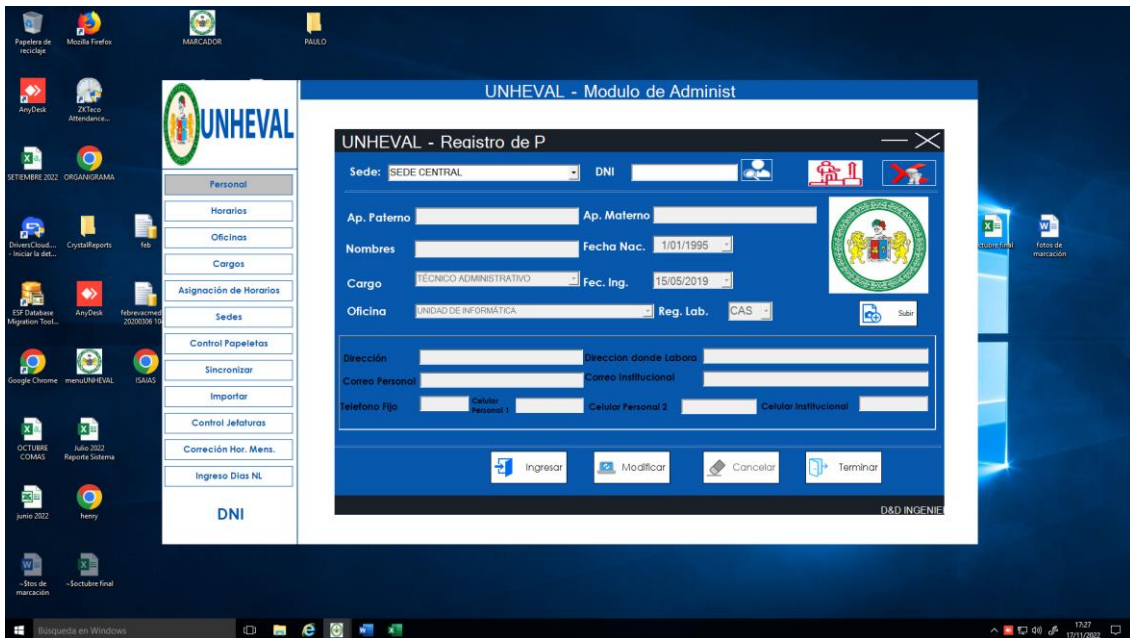 Papelera de reciclaje
Mozilla Firefox
MARCADOR
PAULO
AnyDesk
ZKTeco Attendance...
SETIEMBRE 2022
ORGANIGRAMA
DriversCloud.... - Iniciar la det...
CrystalReports
feb
ESF Database Migration Tool...
AnyDesk
febrevacmed 20200306 10
Google Chrome
menuUNHEVAL
ISAIAS
OCTUBRE COMAS
Julio 2022 Reporte Sistema
junio 2022
henry
~$tos de marcación
~$octubre final
fotos de marcación
UNHEVAL
Personal
Horarios
Oficinas
Cargos
Asignación de Horarios
Sedes
Control Papeletas
Sincronizar
Importar
Control Jefaturas
Correción Hor. Mens.
Ingreso Dias NL
DNI
UNHEVAL - Modulo de Administ
UNHEVAL - Registro de P
Sede: SEDE CENTRAL DNI
Ap. Paterno Ap. Materno
Nombres Fecha Nac. 1/01/1995
Cargo TÉCNICO ADMINISTRATIVO Fec. Ing. 15/05/2019
Oficina UNIDAD DE INFORMÁTICA Reg. Lab. CAS
Subir
Dirección Direccion donde Labora
Correo Personal Correo Institucional
Telefono Fijo Celular Personal 1 Celular Personal 2 Celular Institucional
Ingresar Modificar Cancelar Terminar
D&D INGENIE
Búsqueda en Windows
17:27
17/11/2022